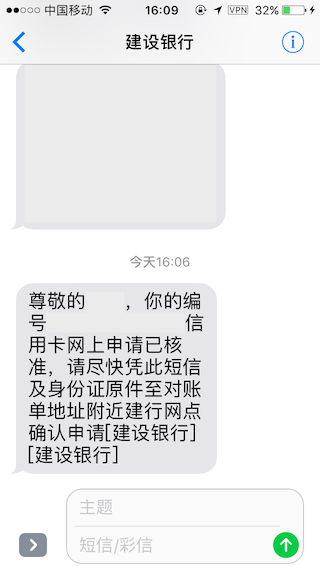 中国移动 16:09 VPN 32%
建设银行
今天16:06
尊敬的 ，你的编
号 信
用卡网上申请已核
准，请尽快凭此短信
及身份证原件至对账
单地址附近建行网点
确认申请[建设银行]
[建设银行]
主题
短信/彩信